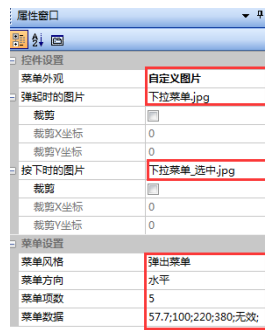 属性窗口
控件设置
菜单外观 自定义图片
弹起时的图片 下拉菜单.jpg
裁剪
裁剪X坐标 0
裁剪Y坐标 0
按下时的图片 下拉菜单_选中.jpg
裁剪
裁剪X坐标 0
裁剪Y坐标 0
菜单设置
菜单风格 弹出菜单
菜单方向 水平
菜单项数 5
菜单数据 57.7;100;220;380;无效;